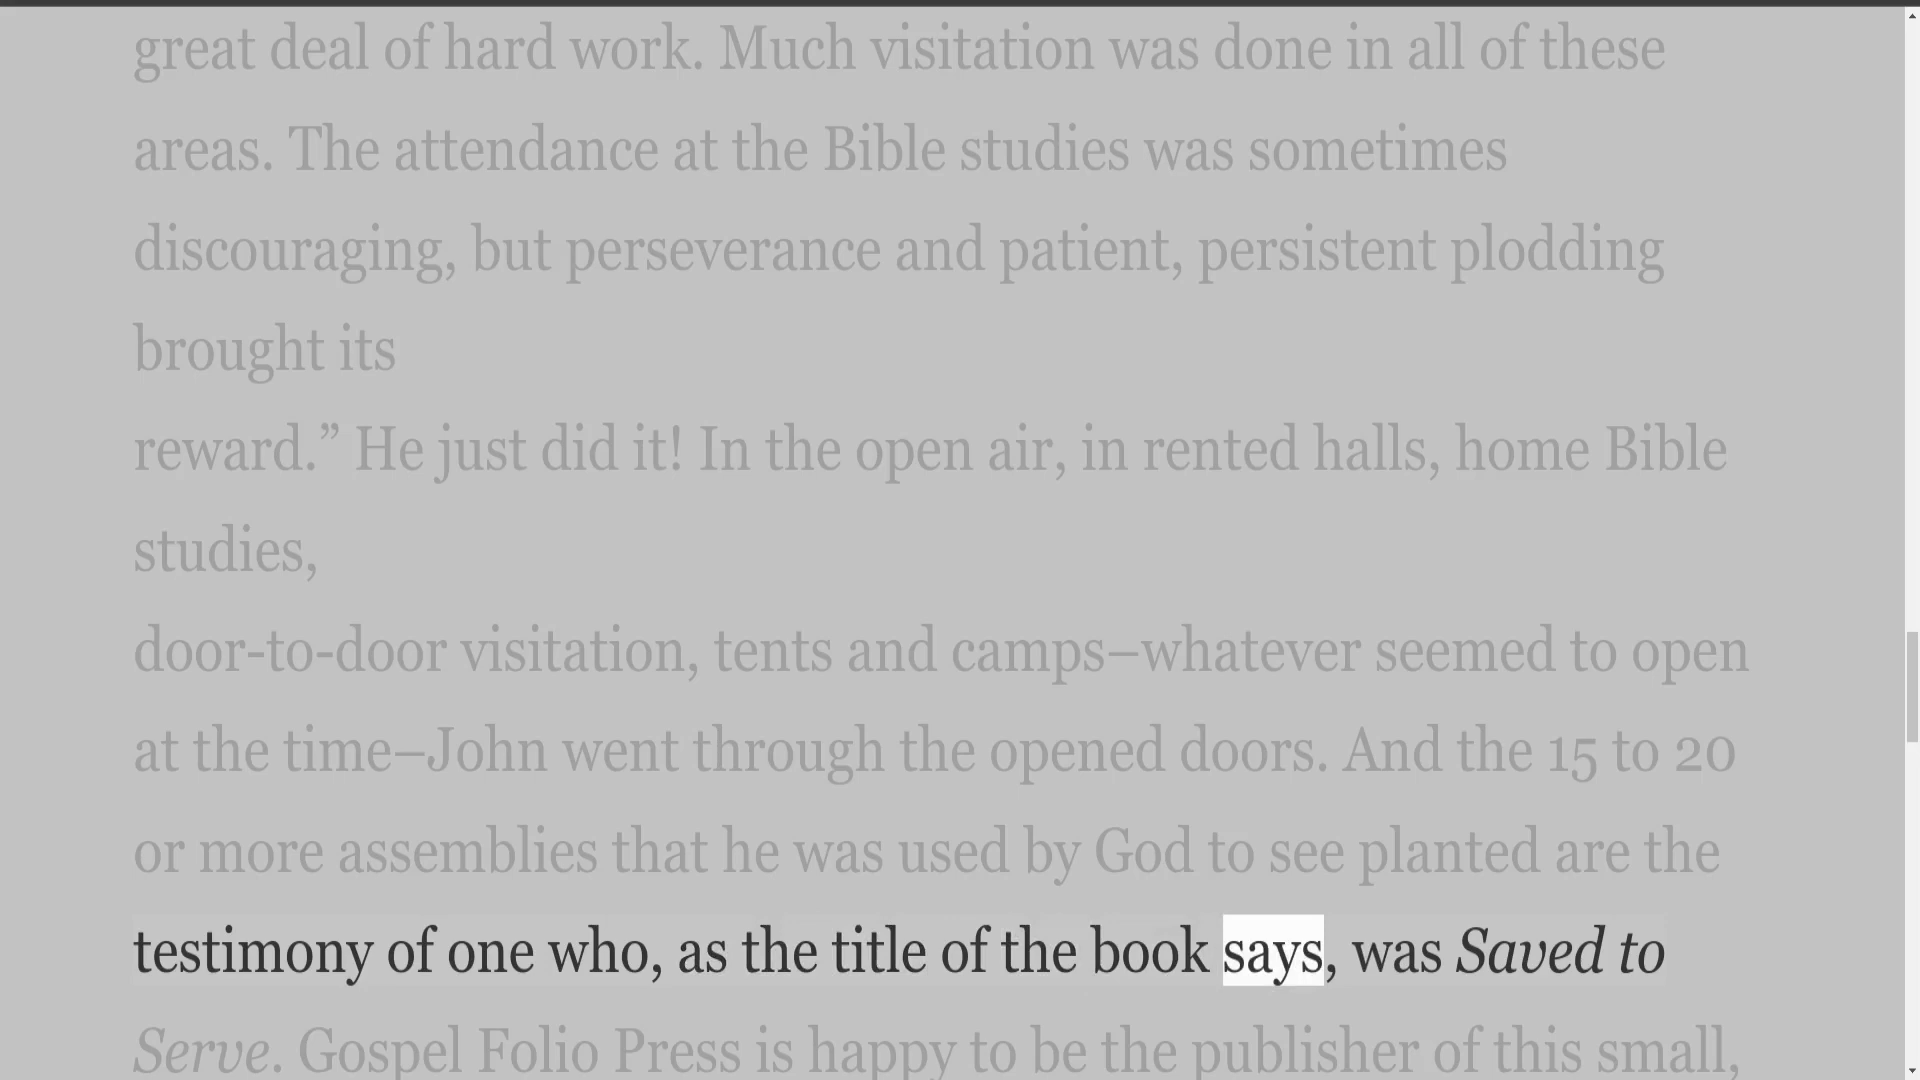 great deal of hard work. Much visitation was done in all of these
areas. The attendance at the Bible studies was sometimes
discouraging, but perseverance and patient, persistent plodding
brought its
reward.” He just did it! In the open air, in rented halls, home Bible
studies,
door-to-door visitation, tents and camps–whatever seemed to open
at the time–John went through the opened doors. And the 15 to 20
or more assemblies that he was used by God to see planted are the
testimony of one who, as the title of the book says, was Saved to
Serve. Gospel Folio Press is happy to be the publisher of this small,